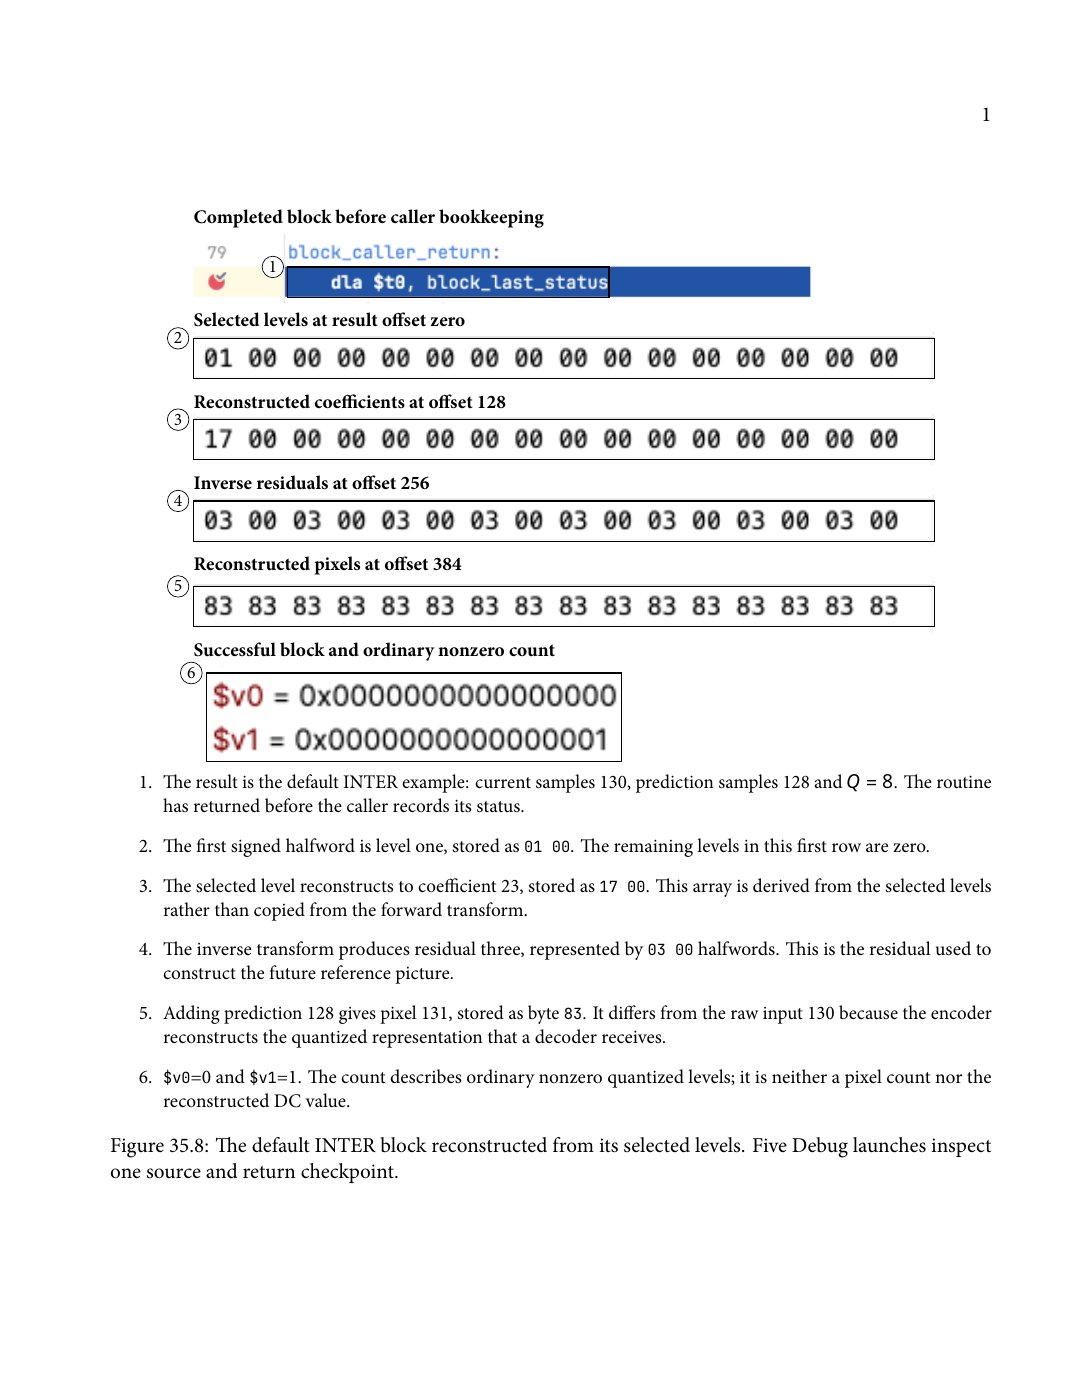 1
Completed block before caller bookkeeping
79 block_caller_return:
1 dla $t0, block_last_status
Selected levels at result offset zero
2 01 00 00 00 00 00 00 00 00 00 00 00 00 00 00 00
Reconstructed coefficients at offset 128
3 17 00 00 00 00 00 00 00 00 00 00 00 00 00 00 00
Inverse residuals at offset 256
4 03 00 03 00 03 00 03 00 03 00 03 00 03 00 03 00
Reconstructed pixels at offset 384
5 83 83 83 83 83 83 83 83 83 83 83 83 83 83 83 83
Successful block and ordinary nonzero count
6 $v0 = 0x0000000000000000
$v1 = 0x0000000000000001
1. The result is the default INTER example: current samples 130, prediction samples 128 and Q = 8. The routine
has returned before the caller records its status.
2. The first signed halfword is level one, stored as 01 00. The remaining levels in this first row are zero.
3. The selected level reconstructs to coefficient 23, stored as 17 00. This array is derived from the selected levels
rather than copied from the forward transform.
4. The inverse transform produces residual three, represented by 03 00 halfwords. This is the residual used to
construct the future reference picture.
5. Adding prediction 128 gives pixel 131, stored as byte 83. It differs from the raw input 130 because the encoder
reconstructs the quantized representation that a decoder receives.
6. $v0=0 and $v1=1. The count describes ordinary nonzero quantized levels; it is neither a pixel count nor the
reconstructed DC value.
Figure 35.8: The default INTER block reconstructed from its selected levels. Five Debug launches inspect
one source and return checkpoint.